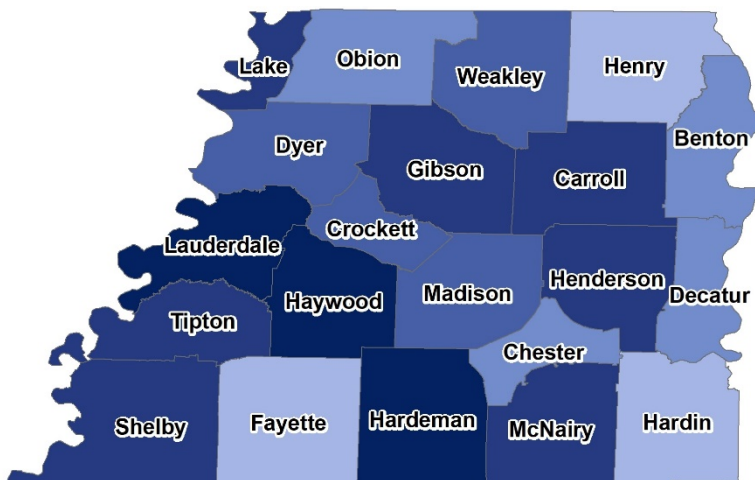 Lake
Obion
Weakley
Henry
Benton
Dyer
Gibson
Carroll
Crockett
Lauderdale
Haywood
Madison
Henderson
Decatur
Tipton
Chester
Shelby
Fayette
Hardeman
McNairy
Hardin